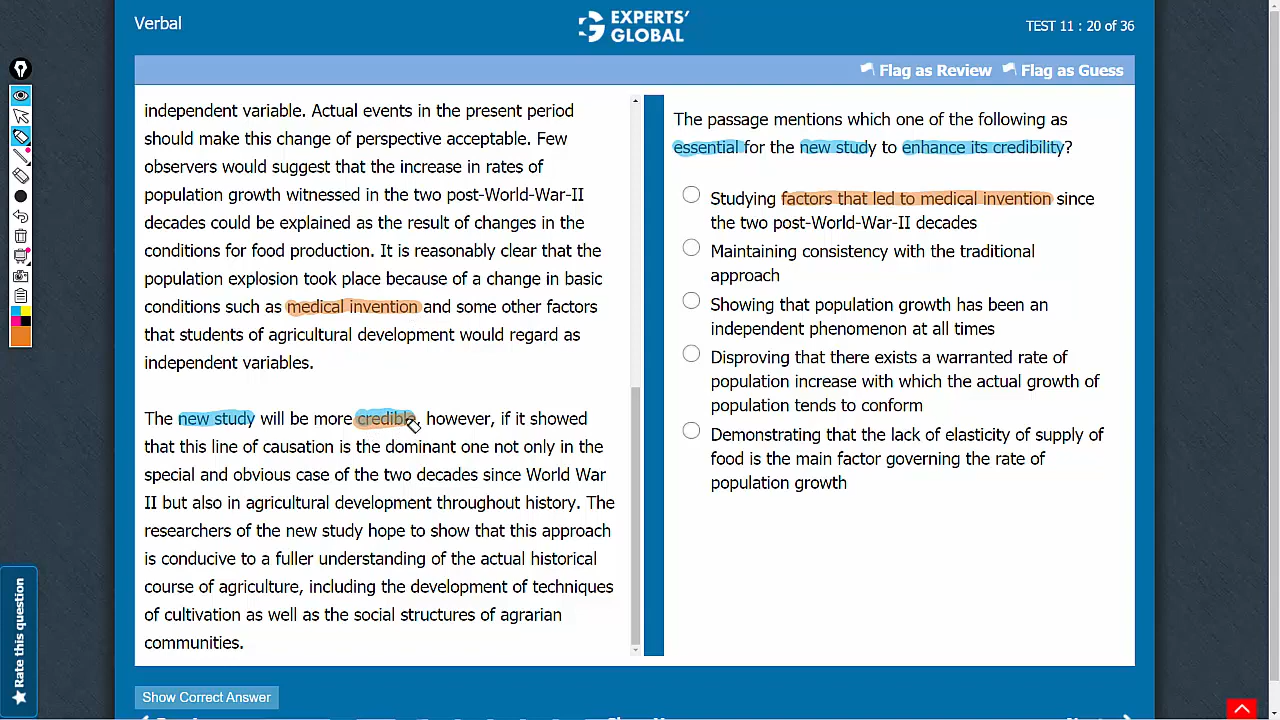 Verbal
EXPERTS'
GLOBAL
TEST 11 : 20 of 36
Flag as Review
Flag as Guess
independent variable. Actual events in the present period
should make this change of perspective acceptable. Few
observers would suggest that the increase in rates of
population growth witnessed in the two post-World-War-II
decades could be explained as the result of changes in the
conditions for food production. It is reasonably clear that the
population explosion took place because of a change in basic
conditions such as medical invention and some other factors
that students of agricultural development would regard as
independent variables.
The new study will be more credible, however, if it showed
that this line of causation is the dominant one not only in the
special and obvious case of the two decades since World War
II but also in agricultural development throughout history. The
researchers of the new study hope to show that this approach
is conducive to a fuller understanding of the actual historical
course of agriculture, including the development of techniques
of cultivation as well as the social structures of agrarian
communities.
The passage mentions which one of the following as
essential for the new study to enhance its credibility?
Studying factors that led to medical invention since
the two post-World-War-II decades
Maintaining consistency with the traditional
approach
Showing that population growth has been an
independent phenomenon at all times
Disproving that there exists a warranted rate of
population increase with which the actual growth of
population tends to conform
Demonstrating that the lack of elasticity of supply of
food is the main factor governing the rate of
population growth
Rate this question
Show Correct Answer